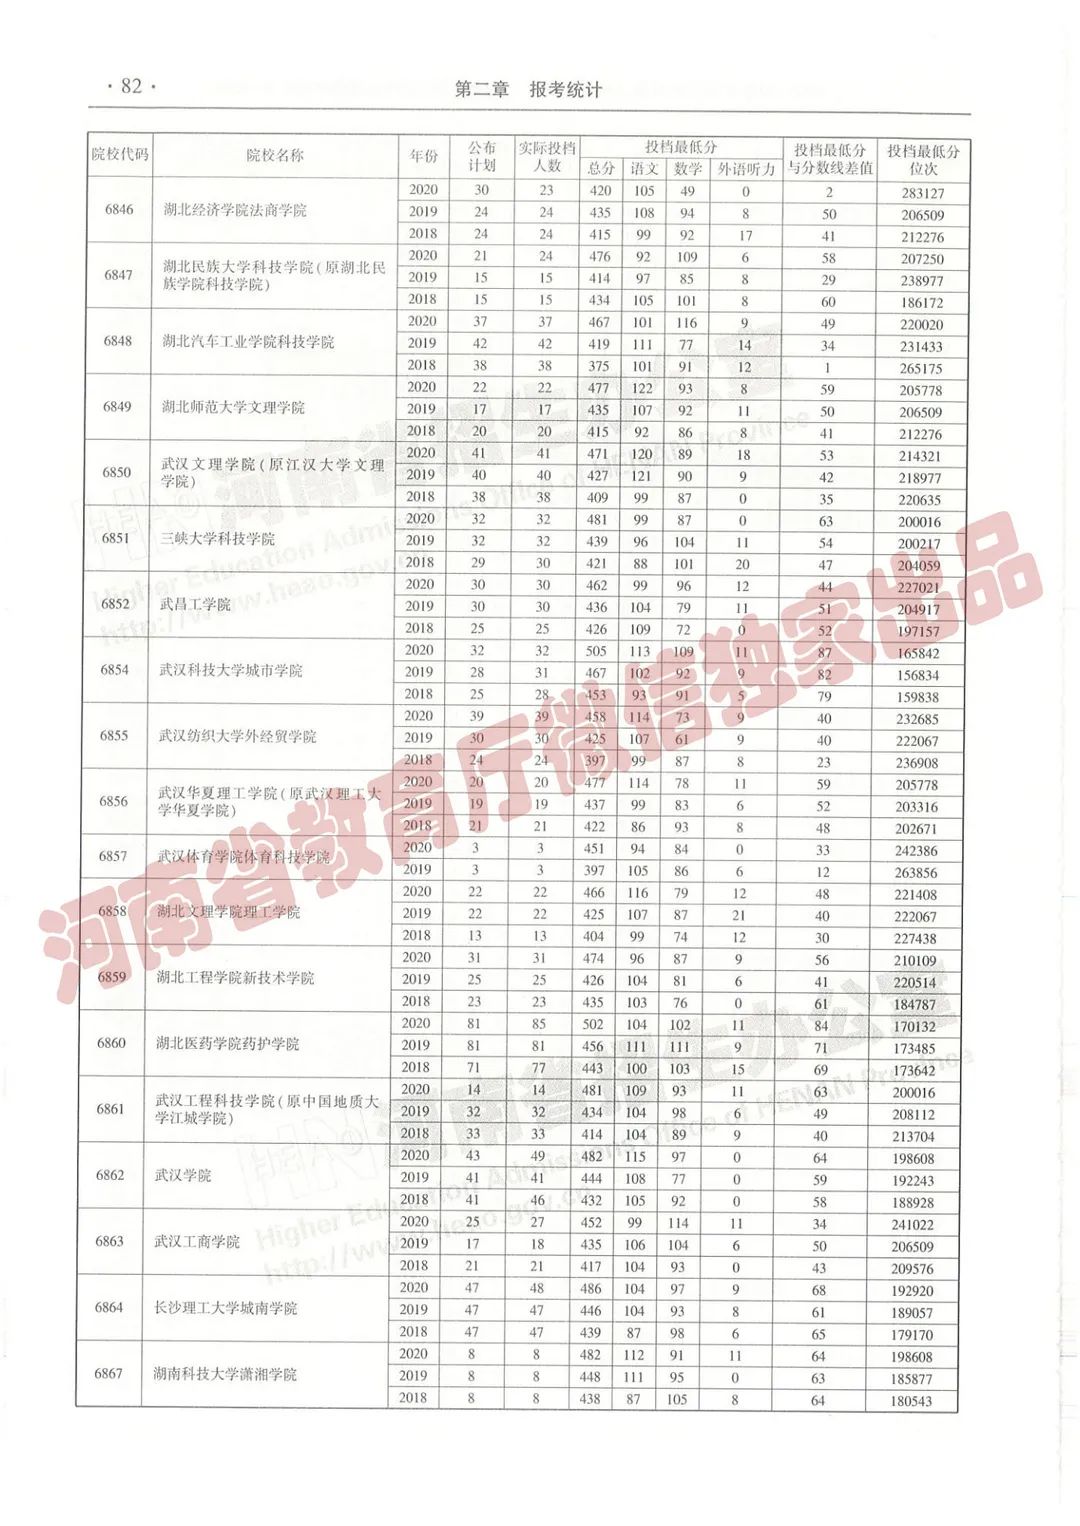 · 82 ·
第二章 报考统计
院校代码 院校名称 年份 公布计划 实际投档人数 投档最低分 投档最低分与分数线差值 投档最低分位次
总分 语文 数学 外语听力
6846 湖北经济学院法商学院 2020 30 23 420 105 49 0 2 283127
2019 24 24 435 108 94 8 50 206509
2018 24 24 415 99 92 17 41 212276
6847 湖北民族大学科技学院(原湖北民族学院科技学院) 2020 21 24 476 92 109 6 58 207250
2019 15 15 414 97 85 8 29 238977
2018 15 15 434 105 101 8 60 186172
6848 湖北汽车工业学院科技学院 2020 37 37 467 101 116 9 49 220020
2019 42 42 419 111 77 14 34 231433
2018 38 38 375 101 91 12 1 265175
6849 湖北师范大学文理学院 2020 22 22 477 122 93 8 59 205778
2019 17 17 435 107 92 11 50 206509
2018 20 20 415 92 86 8 41 212276
6850 武汉文理学院(原江汉大学文理学院) 2020 41 41 471 120 89 18 53 214321
2019 40 40 427 121 90 9 42 218977
2018 38 38 409 99 87 0 35 220635
6851 三峡大学科技学院 2020 32 32 481 99 87 0 63 200016
2019 32 32 439 96 104 11 54 200217
2018 29 30 421 88 101 20 47 204059
6852 武昌工学院 2020 30 30 462 99 96 12 44 227021
2019 30 30 436 104 79 11 51 204917
2018 25 25 426 109 72 0 52 197157
6854 武汉科技大学城市学院 2020 32 32 505 113 109 11 87 165842
2019 28 31 467 102 92 9 82 156834
2018 25 28 453 93 91 5 79 159838
6855 武汉纺织大学外经贸学院 2020 39 39 458 114 73 9 40 232685
2019 30 30 425 107 61 9 40 222067
2018 24 24 397 99 87 8 23 236908
6856 武汉华夏理工学院(原武汉理工大学华夏学院) 2020 20 20 477 114 78 11 59 205778
2019 19 19 437 99 83 6 52 203316
2018 21 21 422 86 93 8 48 202671
6857 武汉体育学院体育科技学院 2020 3 3 451 94 84 0 33 242386
2019 3 3 397 105 86 6 12 263856
6858 湖北文理学院理工学院 2020 22 22 466 116 79 12 48 221408
2019 22 22 425 107 87 21 40 222067
2018 13 13 404 99 74 12 30 227438
6859 湖北工程学院新技术学院 2020 31 31 474 96 87 9 56 210109
2019 25 25 426 104 81 6 41 220514
2018 23 23 435 103 76 0 61 184787
6860 湖北医药学院药护学院 2020 81 85 502 104 102 11 84 170132
2019 81 81 456 111 111 9 71 173485
2018 71 77 443 100 103 15 69 173642
6861 武汉工程科技学院(原中国地质大学江城学院) 2020 14 14 481 109 93 11 63 200016
2019 32 32 434 104 98 6 49 208112
2018 33 33 414 104 89 9 40 213704
6862 武汉学院 2020 43 49 482 115 97 0 64 198608
2019 41 41 444 108 77 0 59 192243
2018 41 46 432 105 92 0 58 188928
6863 武汉工商学院 2020 25 27 452 99 114 11 34 241022
2019 17 18 435 106 104 6 50 206509
2018 21 21 417 104 93 0 43 209576
6864 长沙理工大学城南学院 2020 47 48 486 104 97 9 68 192920
2019 47 47 446 104 93 8 61 189057
2018 47 47 439 87 98 6 65 179170
6867 湖南科技大学潇湘学院 2020 8 8 482 112 91 11 64 198608
2019 8 8 448 111 95 0 63 185877
2018 8 8 438 87 105 8 64 180543
河南省教育厅微信独家出品
河南省招生办公室
Higher Education Admissions Office of HENAN Province
http://www.heao.gov.cn
河南省招生办公室
Higher Education Admissions Office of HENAN Province
http://www.heao.gov.cn